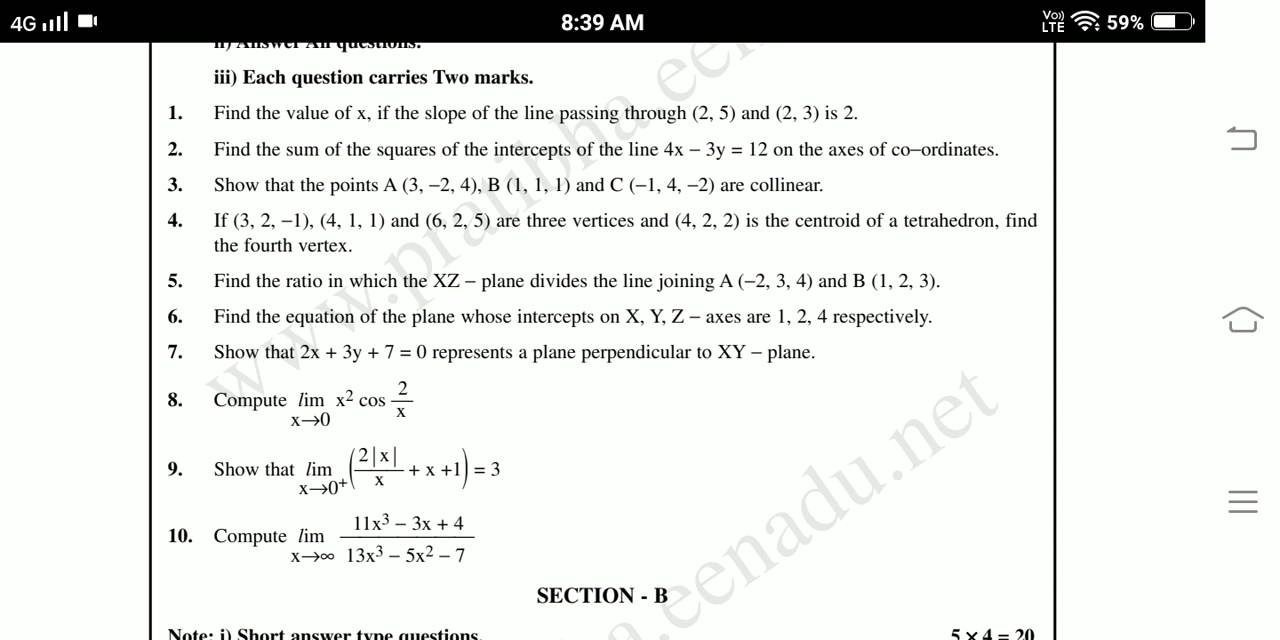 4G
8:39 AM
Vo))
LTE
59%
ii) Answer All questions.
iii) Each question carries Two marks.
1. Find the value of x, if the slope of the line passing through (2, 5) and (2, 3) is 2.
2. Find the sum of the squares of the intercepts of the line 4x – 3y = 12 on the axes of co–ordinates.
3. Show that the points A (3, –2, 4), B (1, 1, 1) and C (–1, 4, –2) are collinear.
4. If (3, 2, –1), (4, 1, 1) and (6, 2, 5) are three vertices and (4, 2, 2) is the centroid of a tetrahedron, find
the fourth vertex.
5. Find the ratio in which the XZ – plane divides the line joining A (–2, 3, 4) and B (1, 2, 3).
6. Find the equation of the plane whose intercepts on X, Y, Z – axes are 1, 2, 4 respectively.
7. Show that 2x + 3y + 7 = 0 represents a plane perpendicular to XY – plane.
8. Compute lim x→0 x² cos 2/x
9. Show that lim x→0⁺ (2|x|/x + x +1) = 3
10. Compute lim x→∞ (11x³ – 3x + 4)/(13x³ – 5x² – 7)
SECTION - B
Note: i) Short answer type questions. 5 × 4 = 20
www.pratibha.een
a.eenadu.net